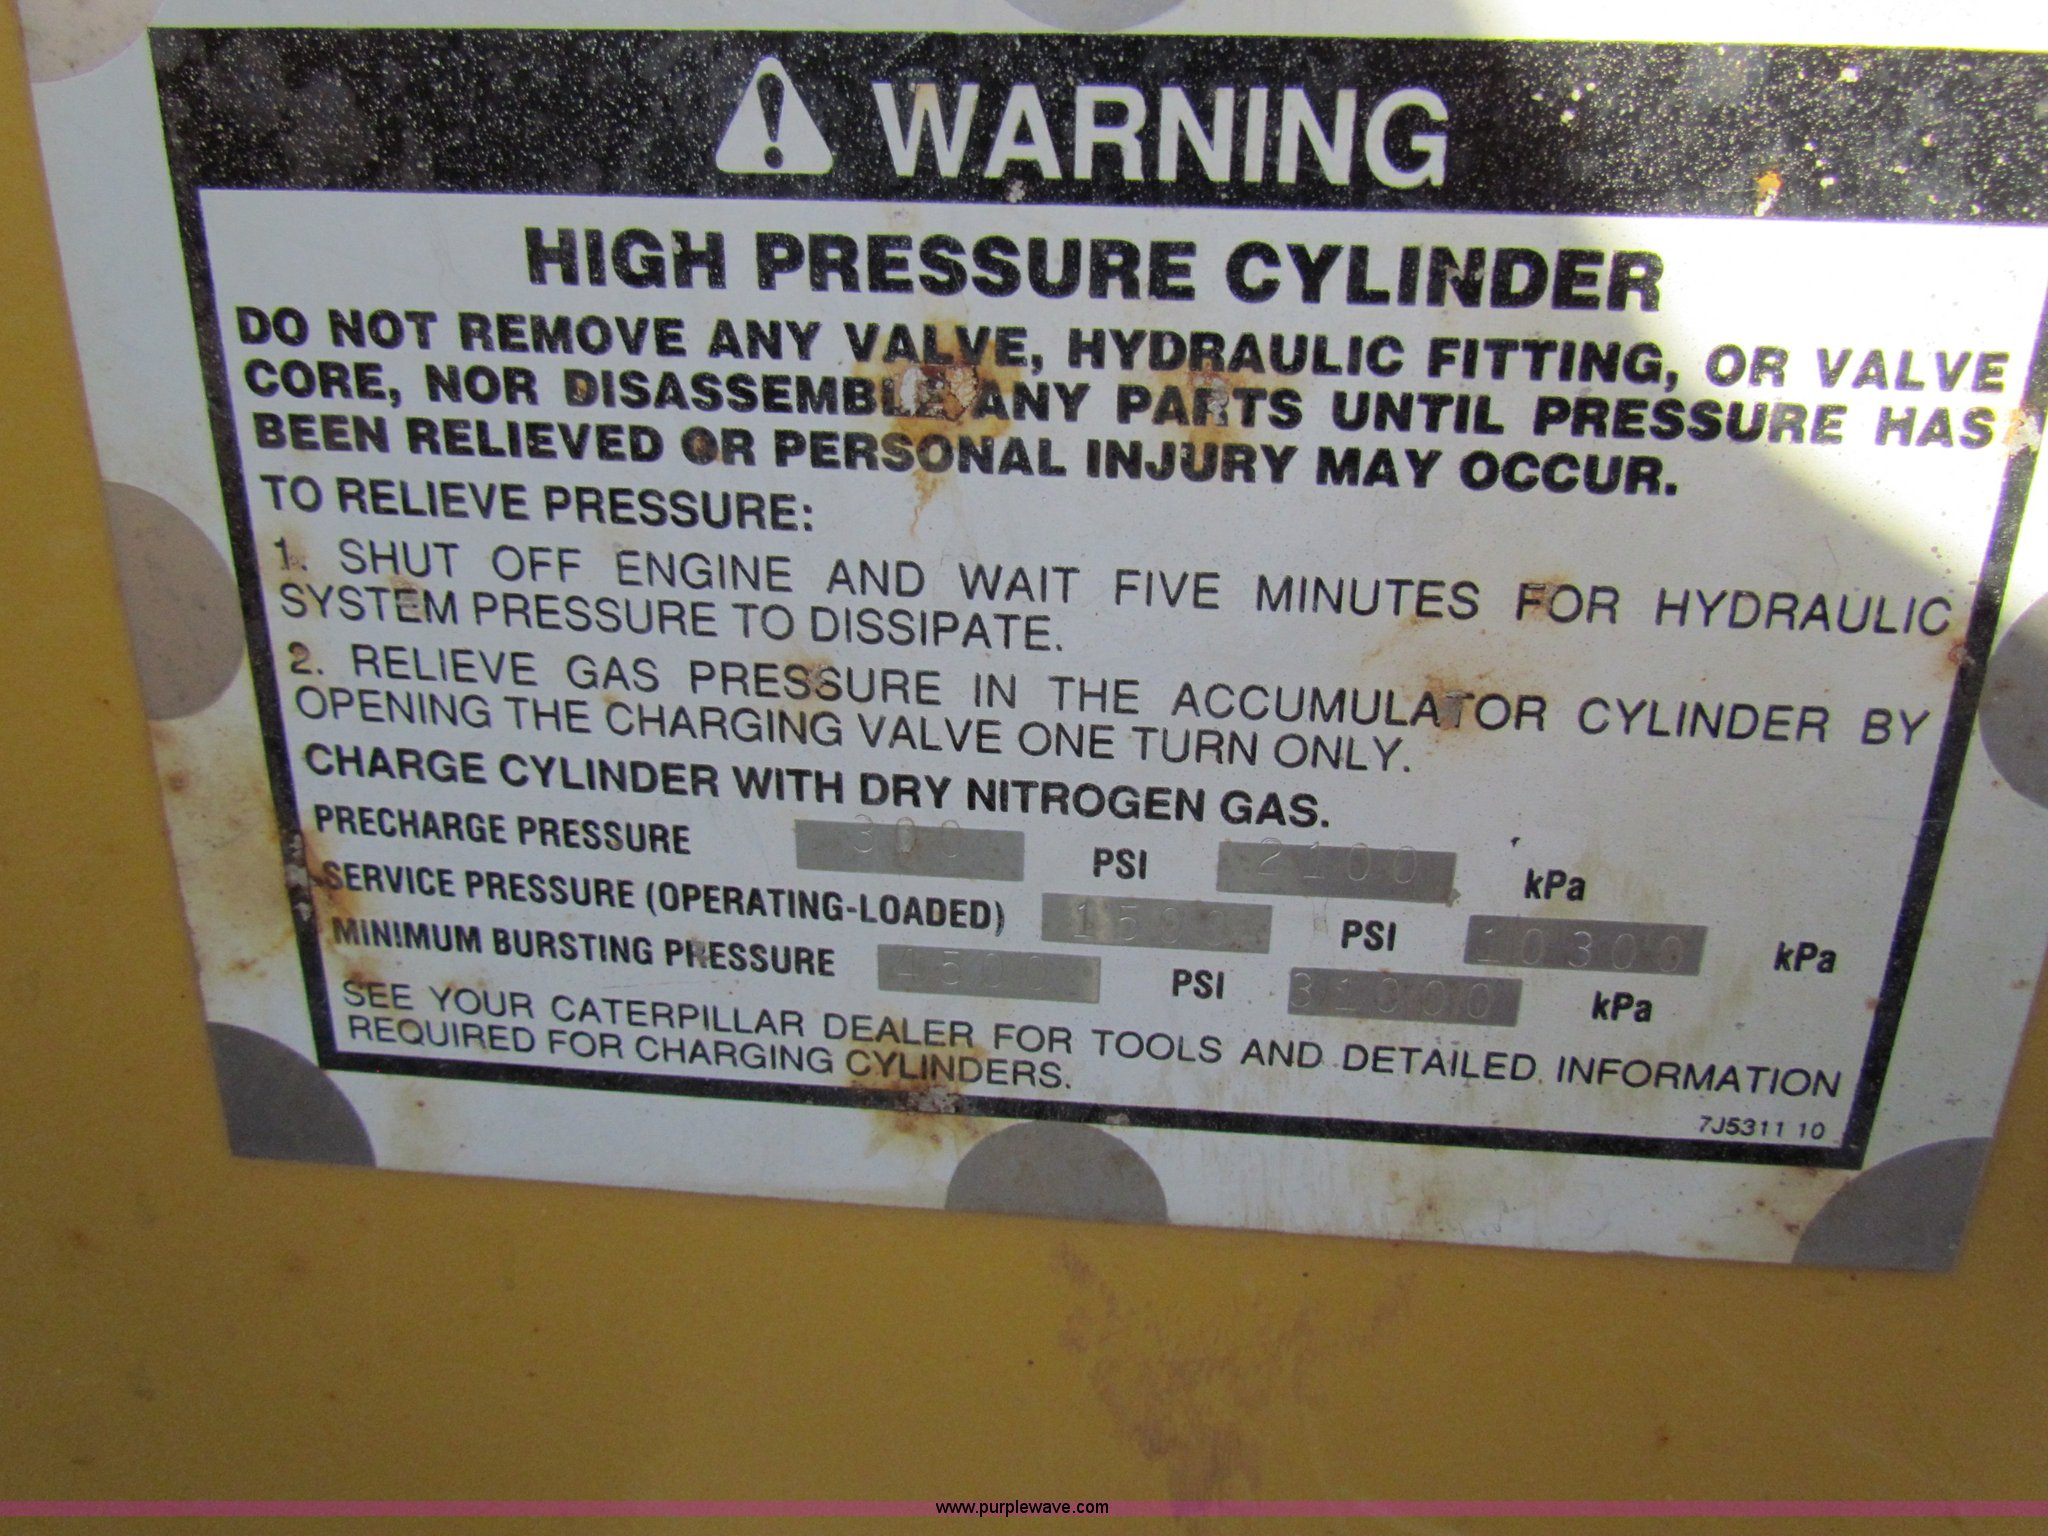 WARNING
HIGH PRESSURE CYLINDER
DO NOT REMOVE ANY VALVE, HYDRAULIC FITTING, OR VALVE
CORE, NOR DISASSEMBLE ANY PARTS UNTIL PRESSURE HAS
BEEN RELIEVED OR PERSONAL INJURY MAY OCCUR.
TO RELIEVE PRESSURE:
1. SHUT OFF ENGINE AND WAIT FIVE MINUTES FOR HYDRAULIC
SYSTEM PRESSURE TO DISSIPATE.
2. RELIEVE GAS PRESSURE IN THE ACCUMULATOR CYLINDER BY
OPENING THE CHARGING VALVE ONE TURN ONLY.
CHARGE CYLINDER WITH DRY NITROGEN GAS.
PRECHARGE PRESSURE 300 PSI 2100 kPa
SERVICE PRESSURE (OPERATING-LOADED) 1500 PSI 10300 kPa
MINIMUM BURSTING PRESSURE 4500 PSI 31000 kPa
SEE YOUR CATERPILLAR DEALER FOR TOOLS AND DETAILED INFORMATION
REQUIRED FOR CHARGING CYLINDERS.
7J5311 10
www.purplewave.com